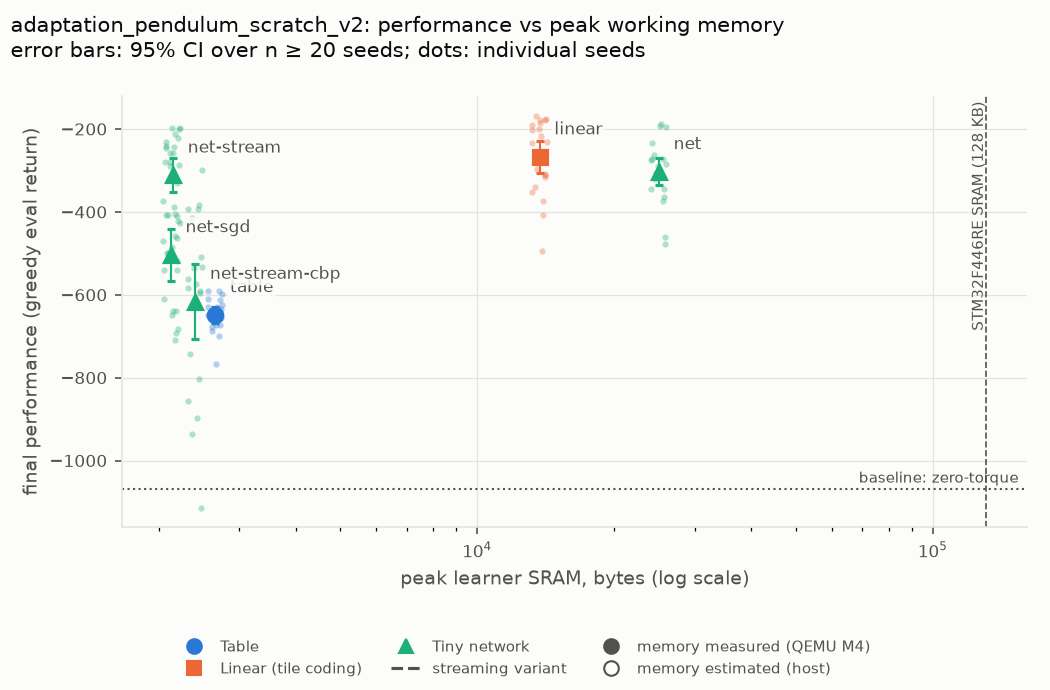 adaptation_pendulum_scratch_v2: performance vs peak working memory
error bars: 95% CI over n ≥ 20 seeds; dots: individual seeds
final performance (greedy eval return)
−200
−400
−600
−800
−1000
net-stream
net-sgd
net-stream-cbp
table
linear
net
STM32F446RE SRAM (128 KB)
baseline: zero-torque
10⁴
10⁵
peak learner SRAM, bytes (log scale)
Table
Linear (tile coding)
Tiny network
streaming variant
memory measured (QEMU M4)
memory estimated (host)